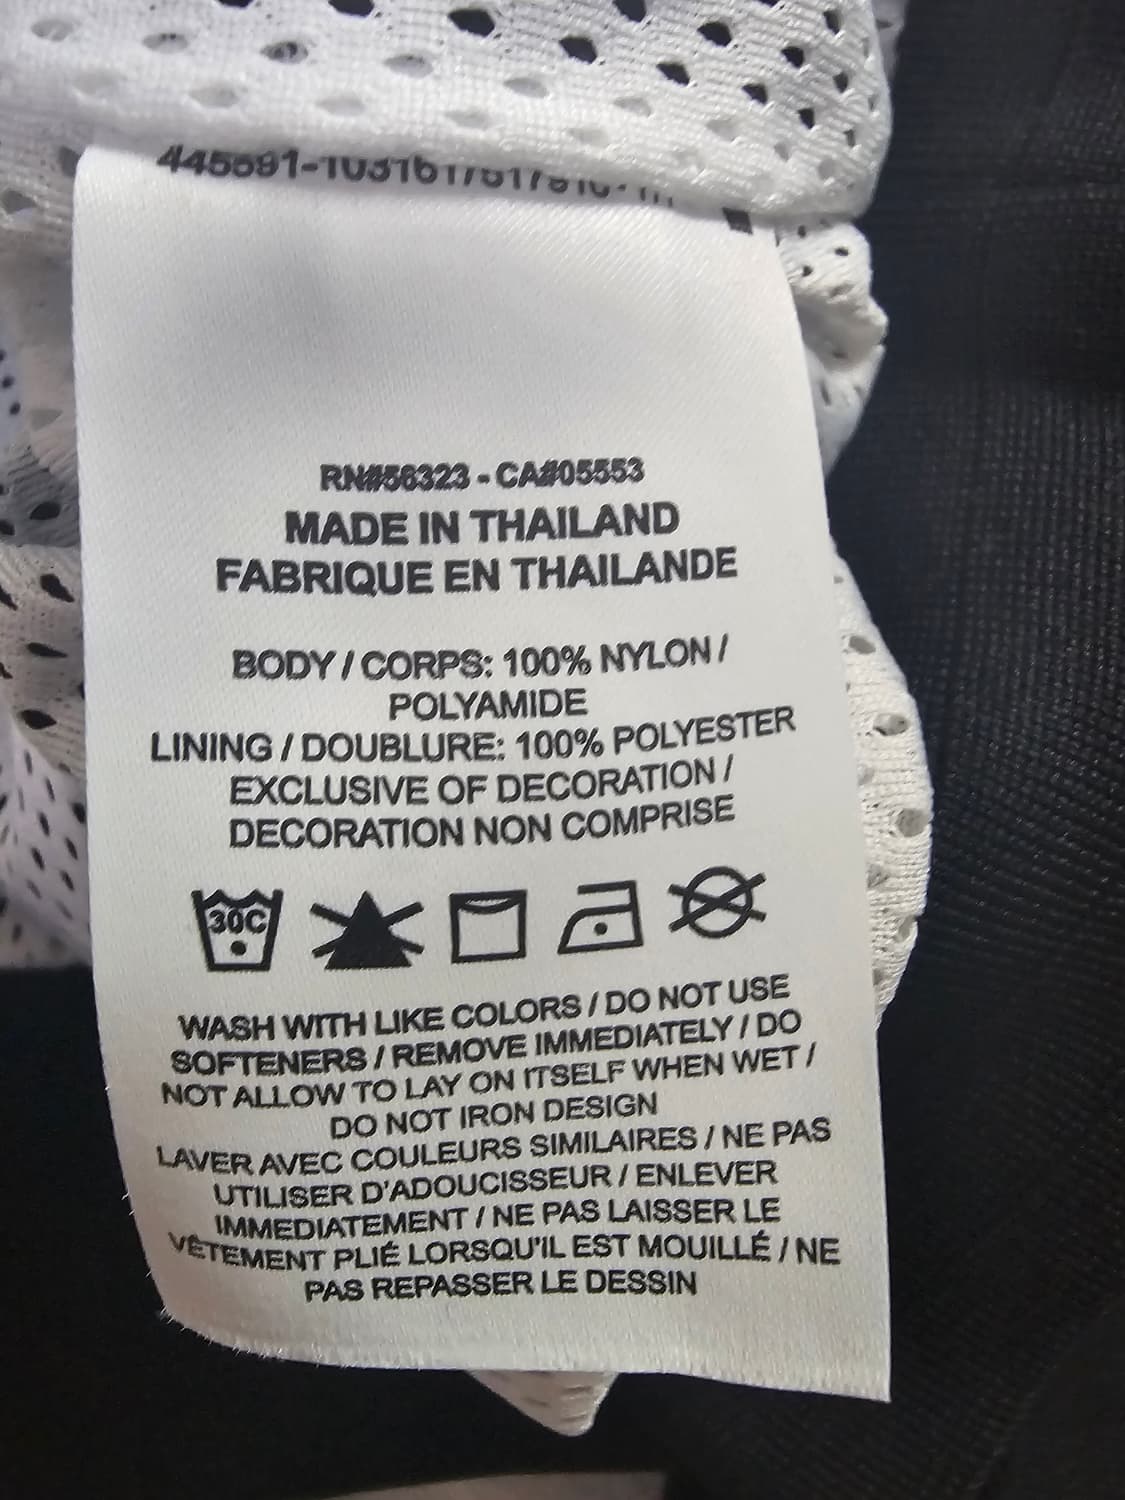 RN#56323 - CA#05553
MADE IN THAILAND
FABRIQUE EN THAILANDE
BODY / CORPS: 100% NYLON /
POLYAMIDE
LINING / DOUBLURE: 100% POLYESTER
EXCLUSIVE OF DECORATION /
DECORATION NON COMPRISE
30C
WASH WITH LIKE COLORS / DO NOT USE
SOFTENERS / REMOVE IMMEDIATELY / DO
NOT ALLOW TO LAY ON ITSELF WHEN WET /
DO NOT IRON DESIGN
LAVER AVEC COULEURS SIMILAIRES / NE PAS
UTILISER D'ADOUCISSEUR / ENLEVER
IMMEDIATEMENT / NE PAS LAISSER LE
VÊTEMENT PLIÉ LORSQU'IL EST MOUILLÉ / NE
PAS REPASSER LE DESSIN